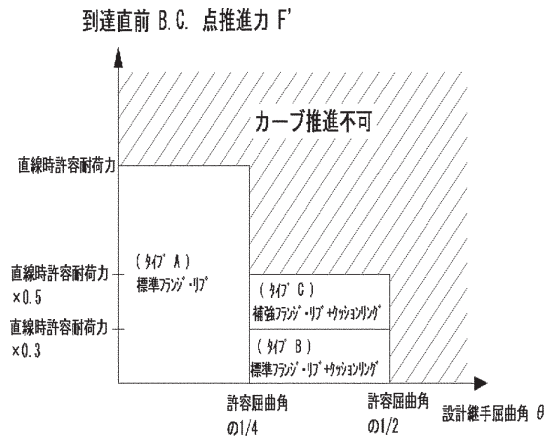 到達直前 B.C. 点推進力 F'
カーブ推進不可
直線時許容耐荷力
(ﾀｲﾌﾟ A)
標準ﾌﾗﾝｼﾞ・ﾘﾌﾞ
直線時許容耐荷力
×0.5
(ﾀｲﾌﾟ C)
補強ﾌﾗﾝｼﾞ・ﾘﾌﾞ+ｸｯｼｮﾝﾘﾝｸﾞ
直線時許容耐荷力
×0.3
(ﾀｲﾌﾟ B)
標準ﾌﾗﾝｼﾞ・ﾘﾌﾞ+ｸｯｼｮﾝﾘﾝｸﾞ
許容屈曲角
の1/4
許容屈曲角
の1/2
設計継手屈曲角 θ